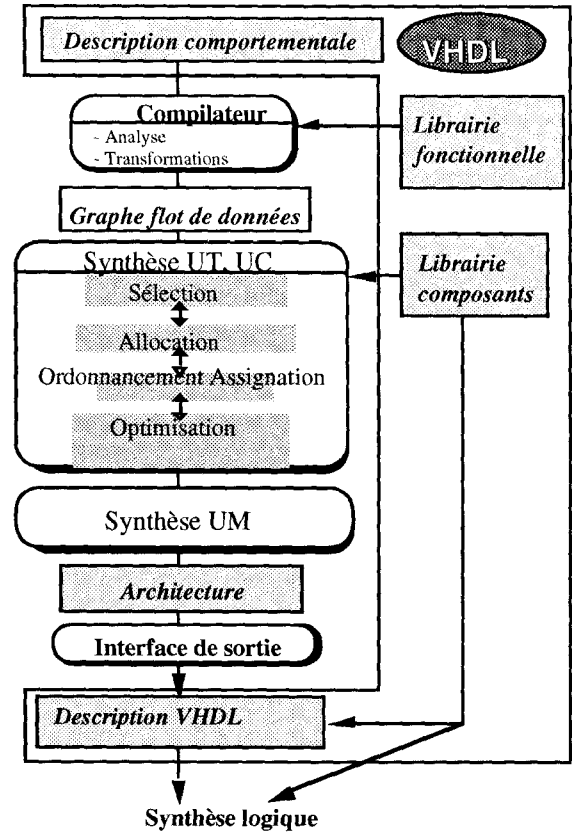 Description comportementale
VHDL
Compilateur
- Analyse
- Transformations
Librairie
fonctionnelle
Graphe flot de données
Synthèse UT, UC
Sélection
Allocation
Ordonnancement Assignation
Optimisation
Librairie
composants
Synthèse UM
Architecture
Interface de sortie
Description VHDL
Synthèse logique